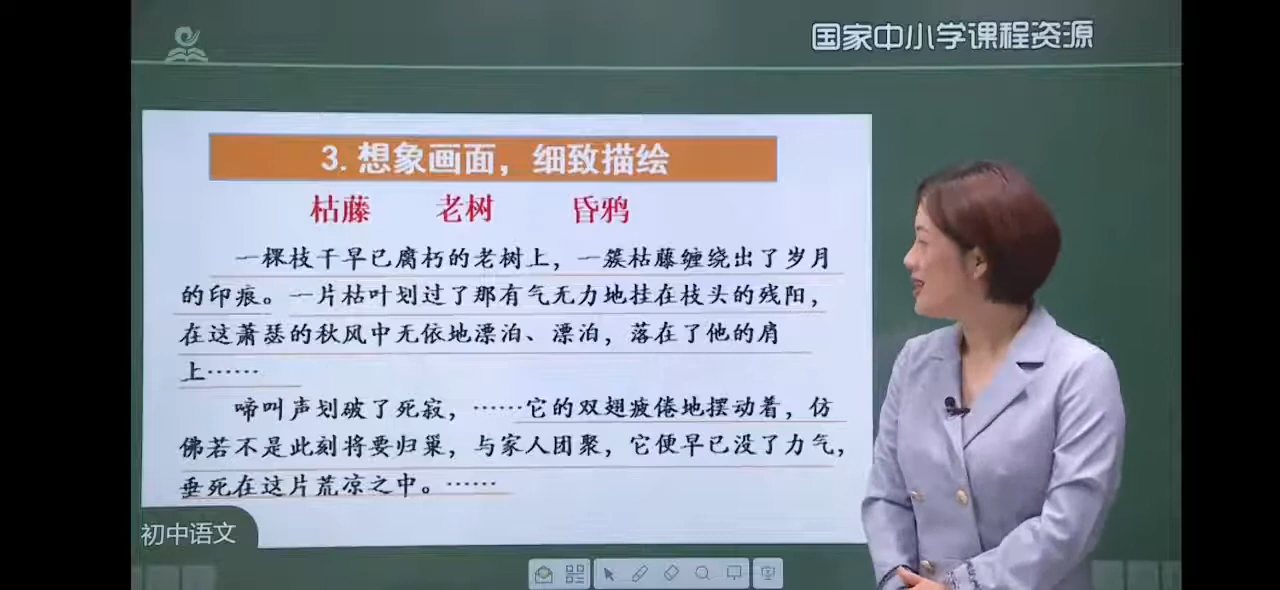 国家中小学课程资源
3. 想象画面，细致描绘
枯藤 老树 昏鸦
一棵枝干早已腐朽的老树上，一簇枯藤缠绕出了岁月
的印痕。一片枯叶划过了那有气无力地挂在枝头的残阳，
在这萧瑟的秋风中无依地漂泊、漂泊，落在了他的肩
上……
啼叫声划破了死寂，……它的双翅疲倦地摆动着，仿
佛若不是此刻将要归巢，与家人团聚，它便早已没了力气，
垂死在这片荒凉之中。……
初中语文